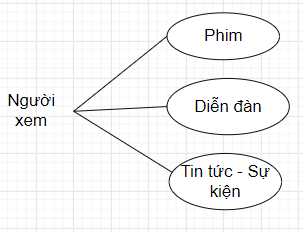 Phim
Người
xem
Diễn đàn
Tin tức - Sự
kiện